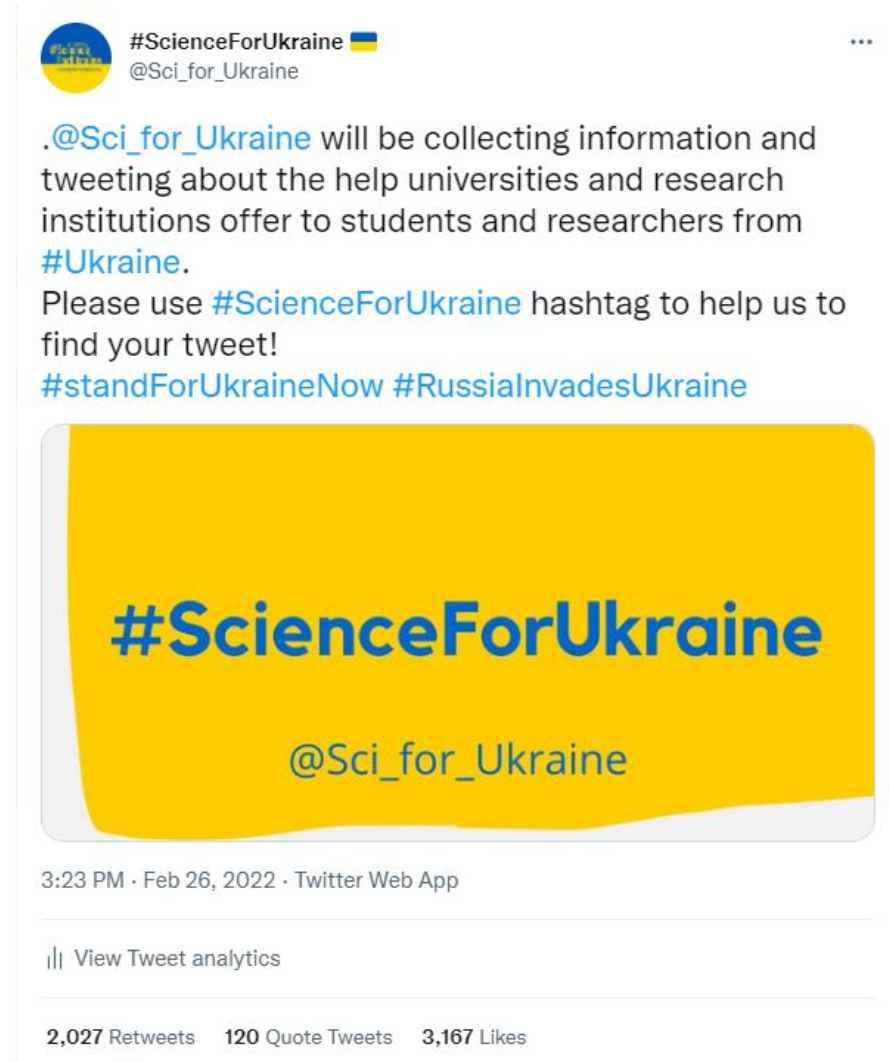 #ScienceForUkraine
@Sci_for_Ukraine
.@Sci_for_Ukraine will be collecting information and
tweeting about the help universities and research
institutions offer to students and researchers from
#Ukraine.
Please use #ScienceForUkraine hashtag to help us to
find your tweet!
#standForUkraineNow #RussiaInvadesUkraine
#ScienceForUkraine
@Sci_for_Ukraine
3:23 PM · Feb 26, 2022 · Twitter Web App
View Tweet analytics
2,027 Retweets 120 Quote Tweets 3,167 Likes